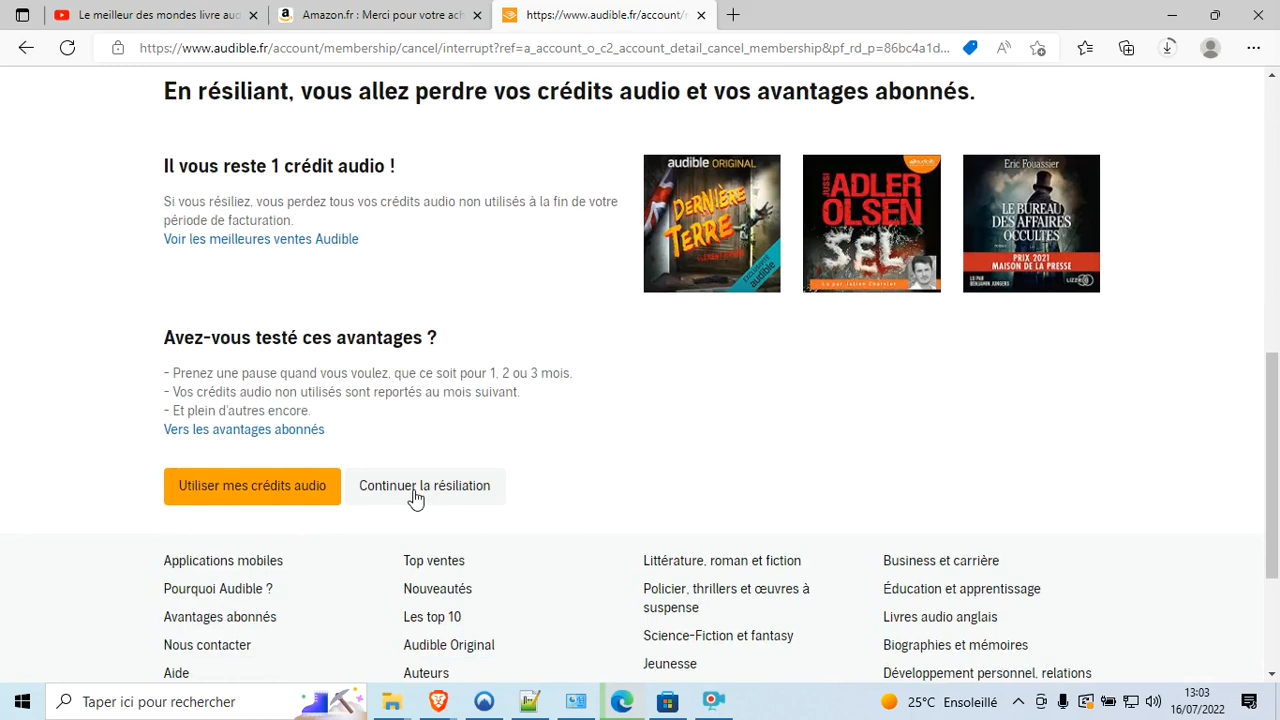 Le meilleur des mo
Amazon.fr : Mettez votre ac
https://www.audible.fr/account/
https://www.audible.fr/account/membership/cancel/interrupt?ref=a_account_o_c2_account_detail_cancel_membership&pf_rd_p=86bc4a1d...
En résiliant, vous allez perdre vos crédits audio et vos avantages abonnés.
Il vous reste 1 crédit audio !
Si vous résiliez, vous perdez tous vos crédits audio non utilisés à la fin de votre
période de facturation.
Voir les meilleures ventes Audible
audible ORIGINAL
DERNIÈRE
TERRE
EXCLUSIVITÉ
audible
audible
JUSSI
ADLER
OLSEN
SEL
Eric Fouassier
LE BUREAU
DES AFFAIRES
OCCULTES
PRIX 2021
MAISON DE LA PRESSE
Avez-vous testé ces avantages ?
- Prenez une pause quand vous voulez, que ce soit pour 1, 2 ou 3 mois.
- Vos crédits audio non utilisés sont reportés au mois suivant.
- Et plein d'autres encore.
Vers les avantages abonnés
Utiliser mes crédits audio
Continuer la résiliation
Applications mobiles
Pourquoi Audible ?
Avantages abonnés
Nous contacter
Aide
Top ventes
Nouveautés
Les top 10
Audible Original
Auteurs
Littérature, roman et fiction
Policier, thrillers et œuvres à
suspense
Science-Fiction et fantasy
Jeunesse
Business et carrière
Éducation et apprentissage
Livres audio anglais
Biographies et mémoires
Développement personnel, relations
Taper ici pour rechercher
25°C Ensoleillé
13:03
16/07/2022